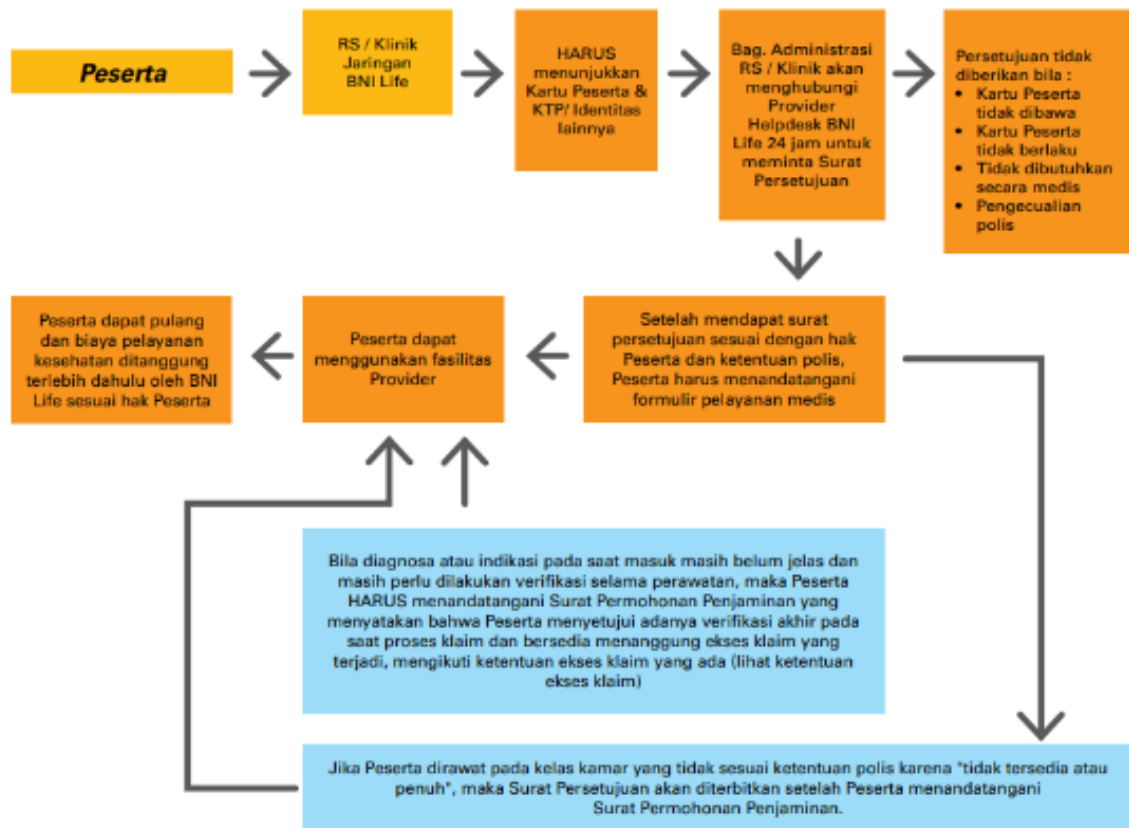 Peserta
RS / Klinik
Jaringan
BNI Life
HARUS
menunjukkan
Kartu Peserta &
KTP/ Identitas
lainnya
Bag. Administrasi
RS / Klinik akan
menghubungi
Provider
Helpdesk BNI
Life 24 jam untuk
meminta Surat
Persetujuan
Persetujuan tidak
diberikan bila :
• Kartu Peserta
tidak dibawa
• Kartu Peserta
tidak berlaku
• Tidak dibutuhkan
secara medis
• Pengecualian
polis
Peserta dapat pulang
dan biaya pelayanan
kesehatan ditanggung
terlebih dahulu oleh BNI
Life sesuai hak Peserta
Peserta dapat
menggunakan fasilitas
Provider
Setelah mendapat surat
persetujuan sesuai dengan hak
Peserta dan ketentuan polis,
Peserta harus menandatangani
formulir pelayanan medis
Bila diagnosa atau indikasi pada saat masuk masih belum jelas dan
masih perlu dilakukan verifikasi selama perawatan, maka Peserta
HARUS menandatangani Surat Permohonan Penjaminan yang
menyatakan bahwa Peserta menyetujui adanya verifikasi akhir pada
saat proses klaim dan bersedia menanggung ekses klaim yang
terjadi, mengikuti ketentuan ekses klaim yang ada (lihat ketentuan
ekses klaim)
Jika Peserta dirawat pada kelas kamar yang tidak sesuai ketentuan polis karena "tidak tersedia atau
penuh", maka Surat Persetujuan akan diterbitkan setelah Peserta menandatangani
Surat Permohonan Penjaminan.